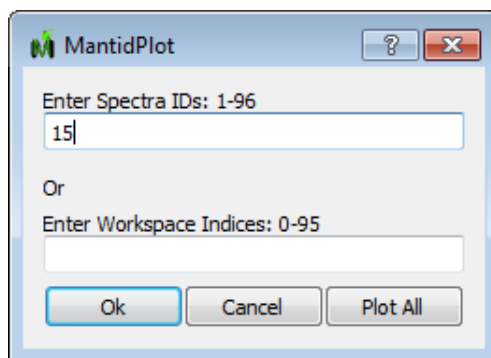 MantidPlot
Enter Spectra IDs: 1-96
15
Or
Enter Workspace Indices: 0-95
Ok Cancel Plot All